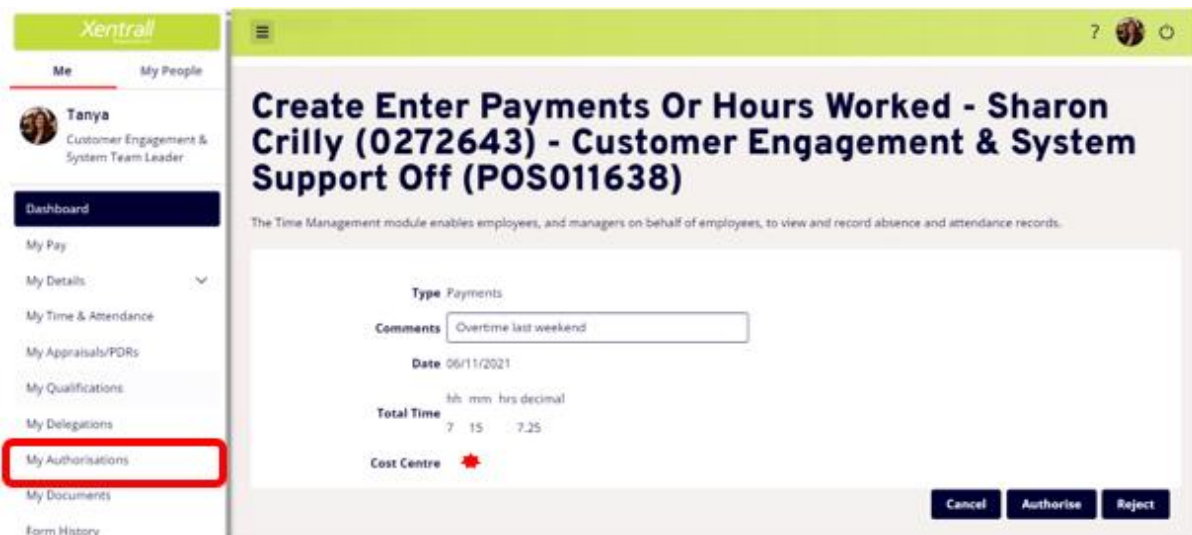 Xentrall
Me My People
Tanya
Customer Engagement &
System Team Leader
Dashboard
My Pay
My Details
My Time & Attendance
My Appraisals/PDRs
My Qualifications
My Delegations
My Authorisations
My Documents
Form History
?
Create Enter Payments Or Hours Worked - Sharon
Crilly (0272643) - Customer Engagement & System
Support Off (POS011638)
The Time Management module enables employees, and managers on behalf of employees, to view and record absence and attendance records.
Type Payments
Comments Overtime last weekend
Date 06/11/2021
hh mm hrs decimal
Total Time
7 15 7.25
Cost Centre
Cancel Authorise Reject